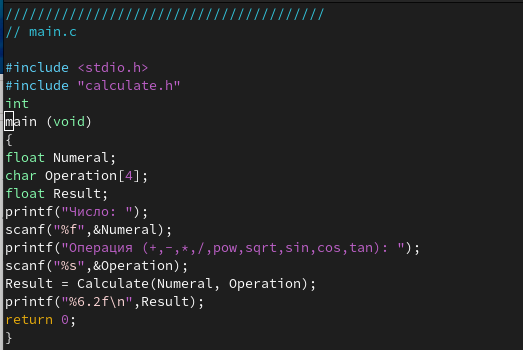 ////////////////////////////////////////
// main.c
#include <stdio.h>
#include "calculate.h"
int
main (void)
{
float Numeral;
char Operation[4];
float Result;
printf("Число: ");
scanf("%f",&Numeral);
printf("Операция (+,-,*,/,pow,sqrt,sin,cos,tan): ");
scanf("%s",&Operation);
Result = Calculate(Numeral, Operation);
printf("%6.2f\n",Result);
return 0;
}